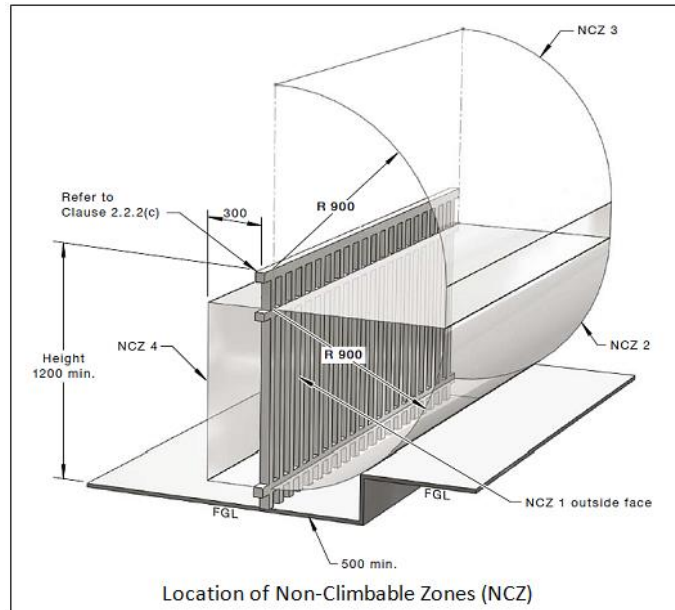 NCZ 3
Refer to
Clause 2.2.2(c)
300
R 900
NCZ 4
Height
1200 min.
R 900
NCZ 2
NCZ 1 outside face
FGL
FGL
500 min.
Location of Non-Climbable Zones (NCZ)